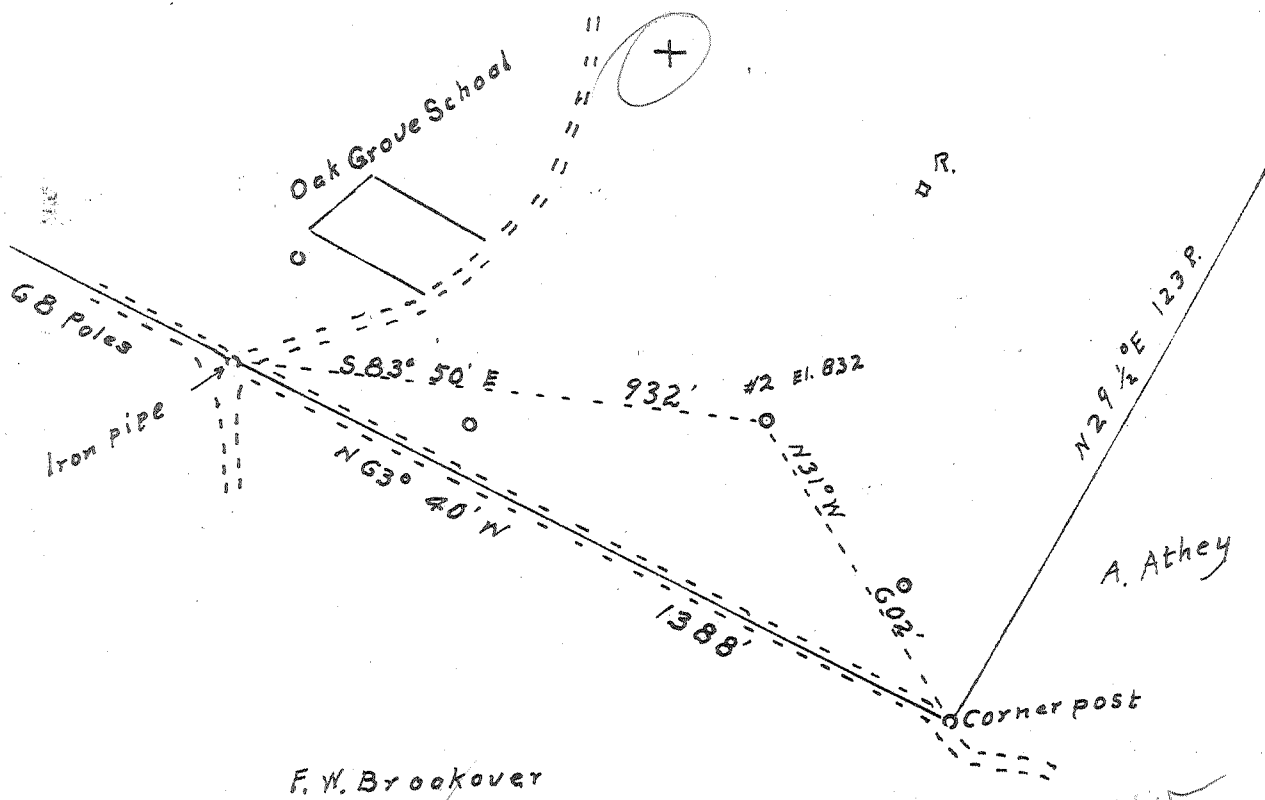 Oak Grove School
+
R.
68 Poles
Iron pipe
S 83° 50' E 932'
#2 El. 832
N 31° W 602'
N 29 1/2 °E 123 P.
N 63° 40' W 1388'
A. Athey
Corner post
F. W. Brookover